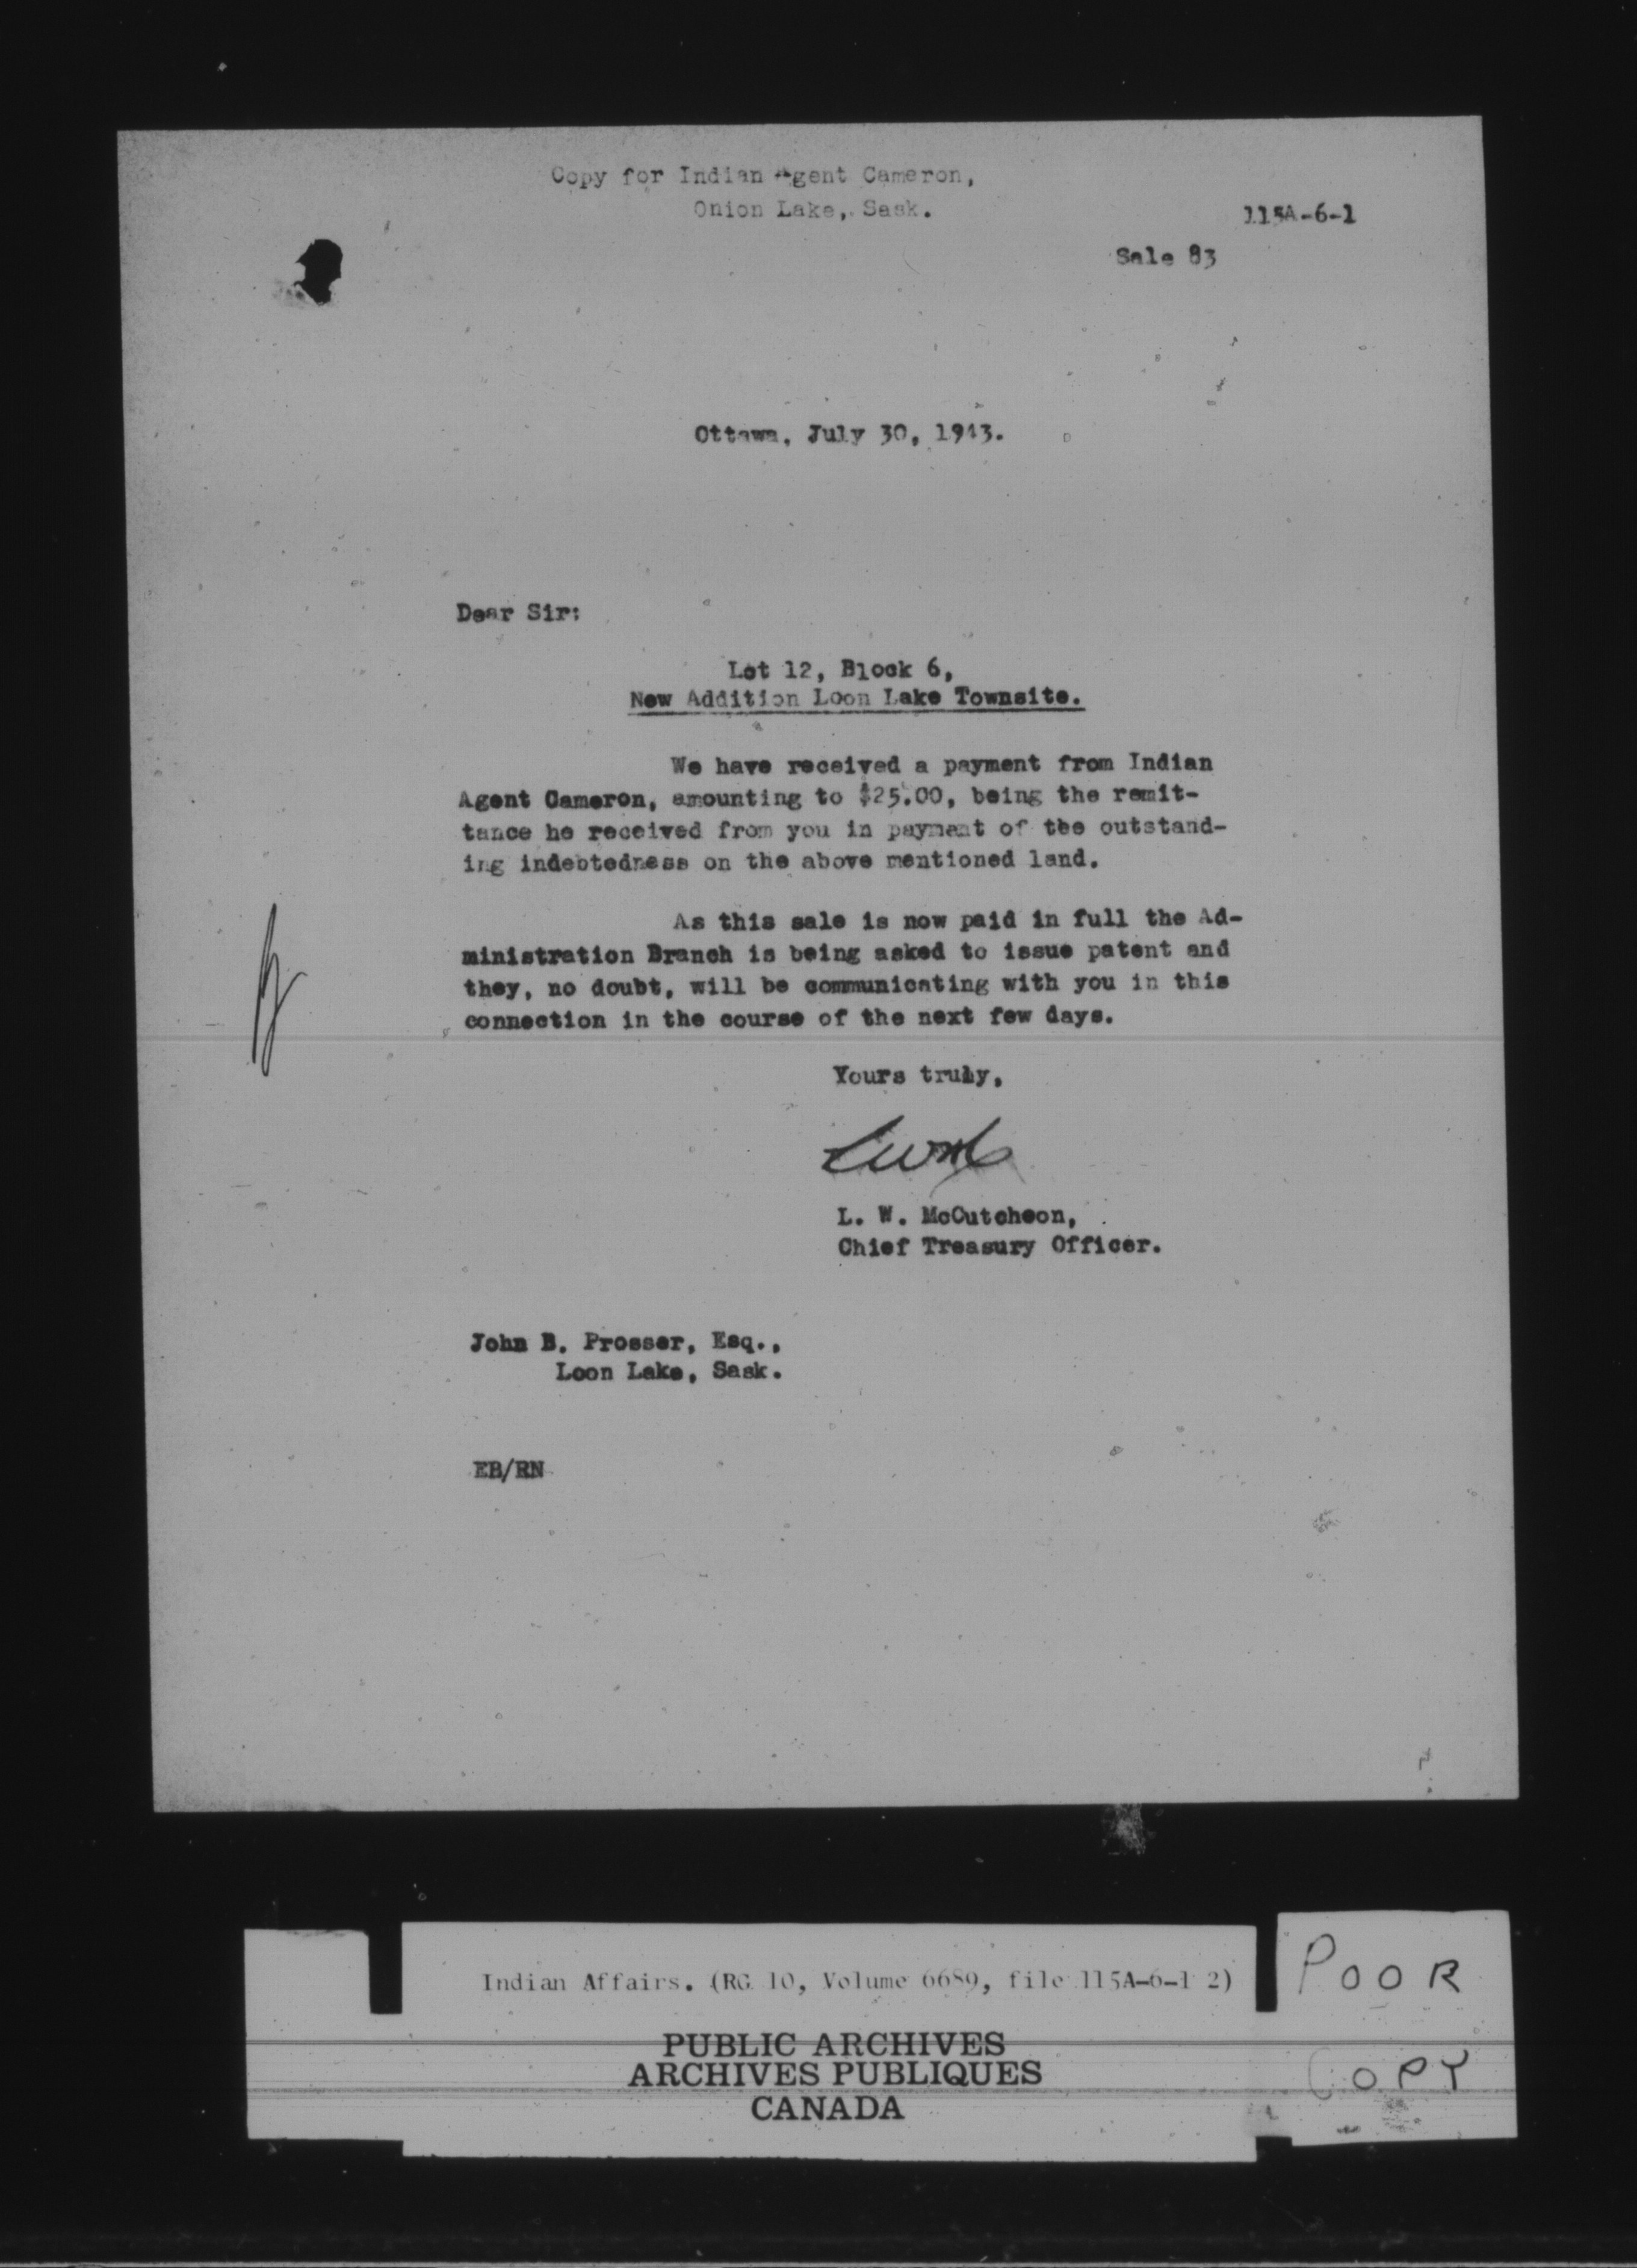 Copy for Indian Agent Cameron,
Onion Lake, Sask.
115A-6-1
Sale 83
Ottawa, July 30, 1943.
Dear Sir:
Lot 12, Block 6,
New Addition Loon Lake Townsite.
We have received a payment from Indian
Agent Cameron, amounting to $25.00, being the remit-
tance he received from you in payment of the outstand-
ing indebtedness on the above mentioned land.
As this sale is now paid in full the Ad-
ministration Branch is being asked to issue patent and
they, no doubt, will be communicating with you in this
connection in the course of the next few days.
Yours truly,
LWMc
L. W. McCutcheon,
Chief Treasury Officer.
John B. Prosser, Esq.,
Loon Lake, Sask.
EB/RN
Indian Affairs. (RG 10, Volume 6689, file 115A-6-1 2)
PUBLIC ARCHIVES
ARCHIVES PUBLIQUES
CANADA
POOR
COPY